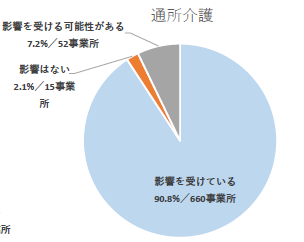 通所介護
影響を受ける可能性がある
7.2%／52事業所
影響はない
2.1%／15事業
所
影響を受けている
90.8%／660事業所
所